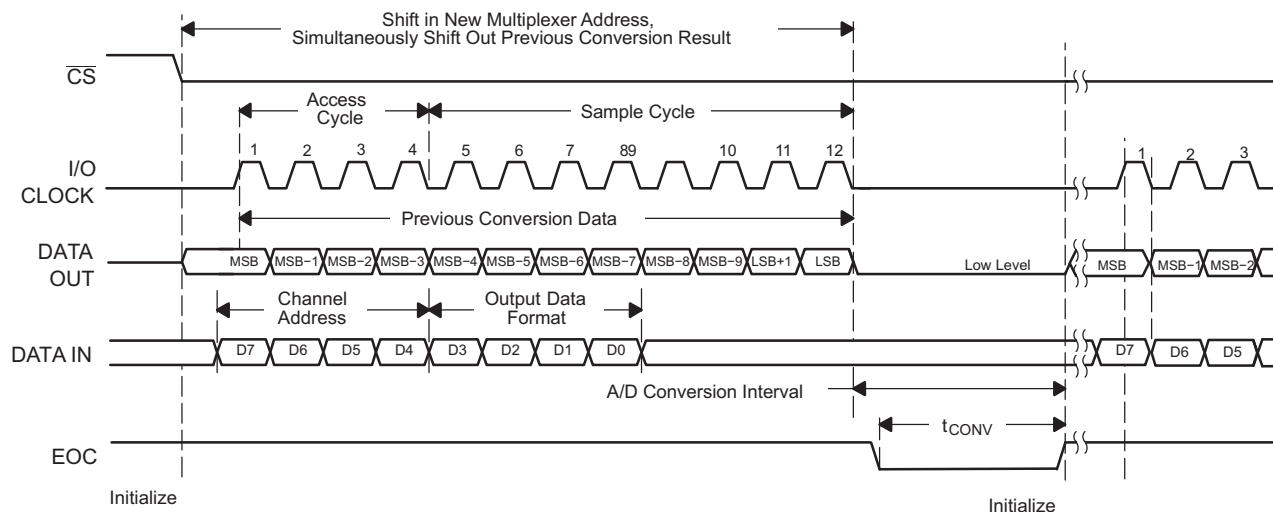 Shift in New Multiplexer Address,
Simultaneously Shift Out Previous Conversion Result
CS
Access
Cycle
Sample Cycle
I/O
CLOCK
1 2 3 4 5 6 7 89 10 11 12 1 2 3
Previous Conversion Data
DATA
OUT
MSB MSB−1 MSB−2 MSB−3 MSB−4 MSB−5 MSB−6 MSB−7 MSB−8 MSB−9 LSB+1 LSB Low Level MSB MSB−1 MSB−2
Channel
Address
Output Data
Format
DATA IN
D7 D6 D5 D4 D3 D2 D1 D0 D7 D6 D5
A/D Conversion Interval
tCONV
EOC
Initialize Initialize